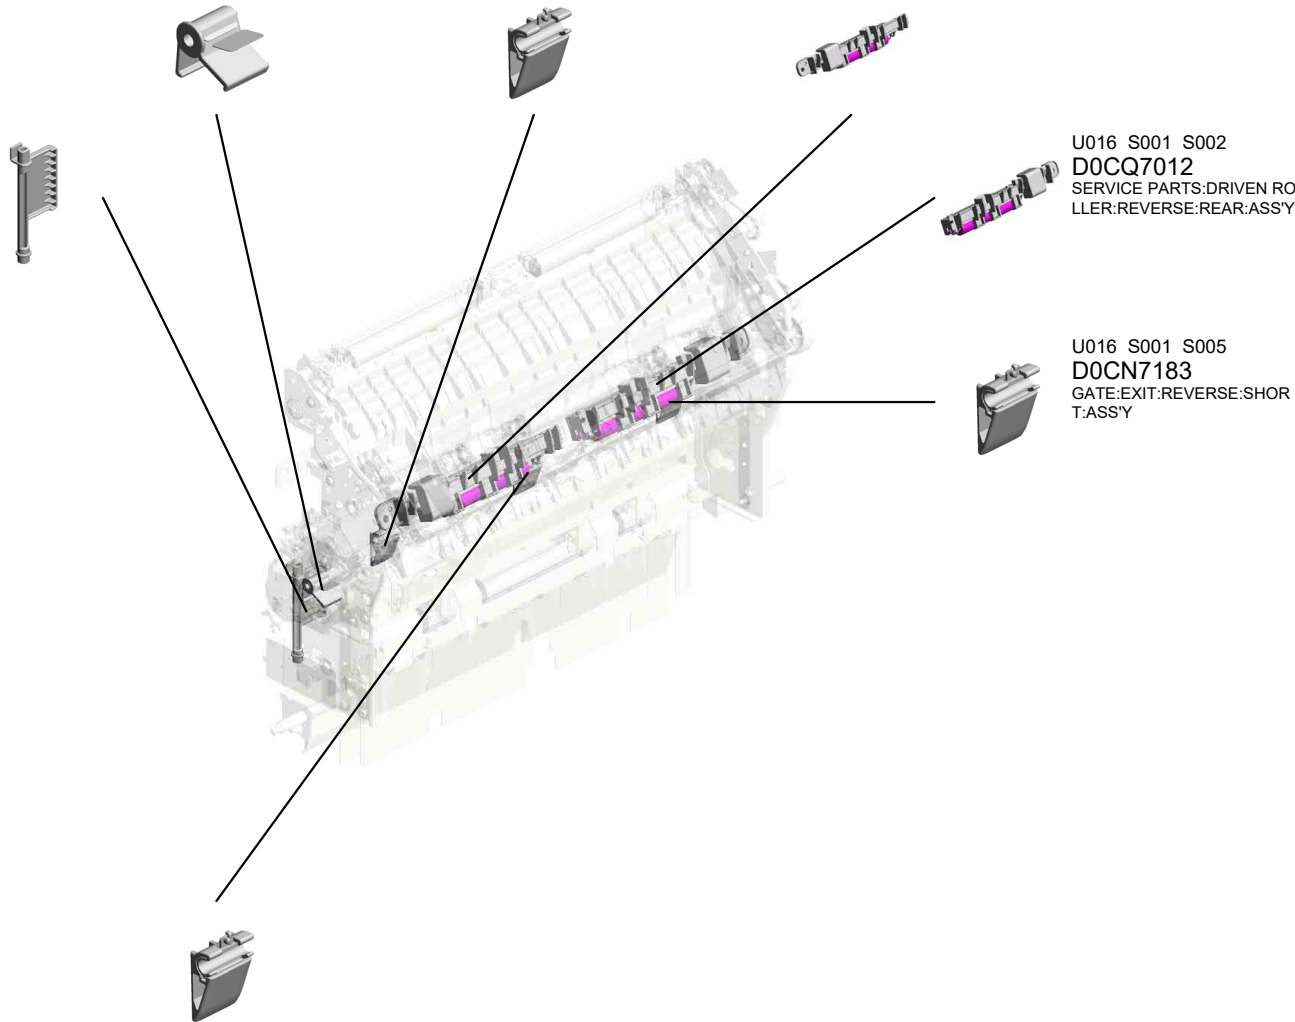 U016 S001 S002
D0CQ7012
SERVICE PARTS:DRIVEN RO
LLER:REVERSE:REAR:ASS'Y
U016 S001 S005
D0CN7183
GATE:EXIT:REVERSE:SHOR
T:ASS'Y